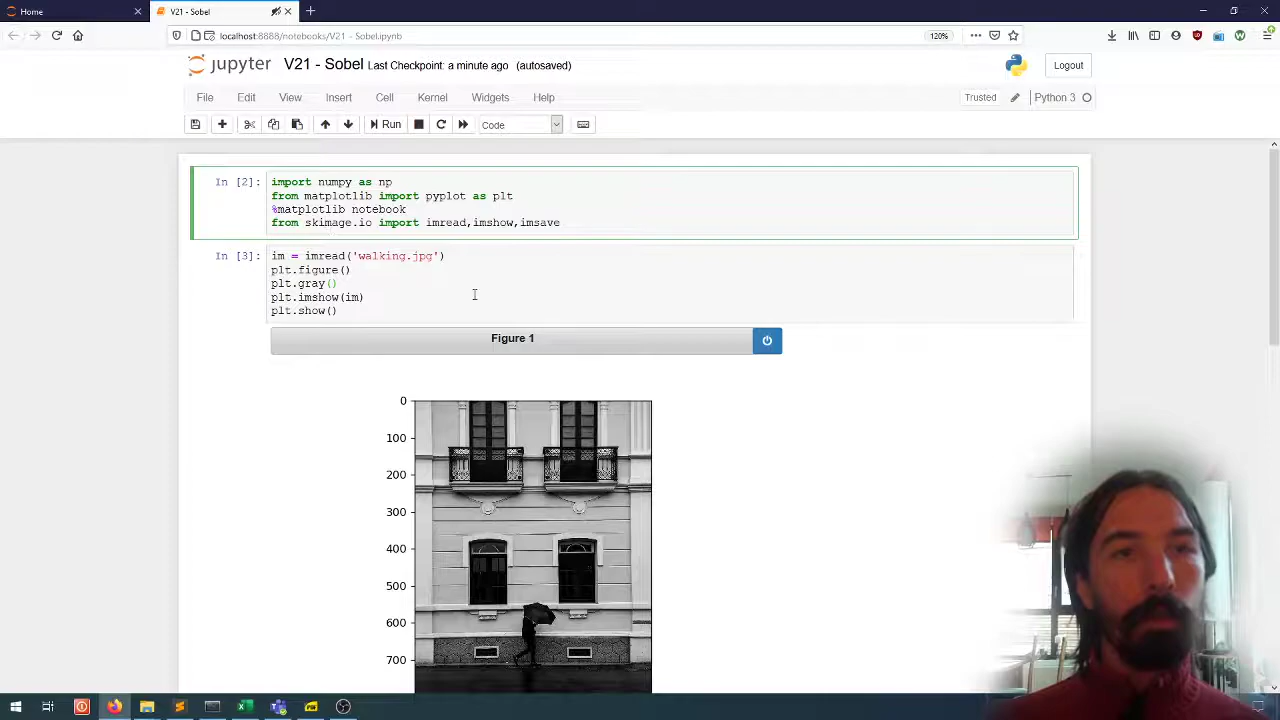 Home
V21 - Sobel
localhost:8888/notebooks/V21 - Sobel.ipynb
120%
jupyter V21 - Sobel Last Checkpoint: a minute ago (autosaved)
Logout
File Edit View Insert Cell Kernel Widgets Help
Trusted
Python 3
Run
Code
In [2]:
import numpy as np
from matplotlib import pyplot as plt
%matplotlib notebook
from skimage.io import imread,imshow,imsave
In [3]:
im = imread('walking.jpg')
plt.figure()
plt.gray()
plt.imshow(im)
plt.show()
Figure 1
0
100
200
300
400
500
600
700